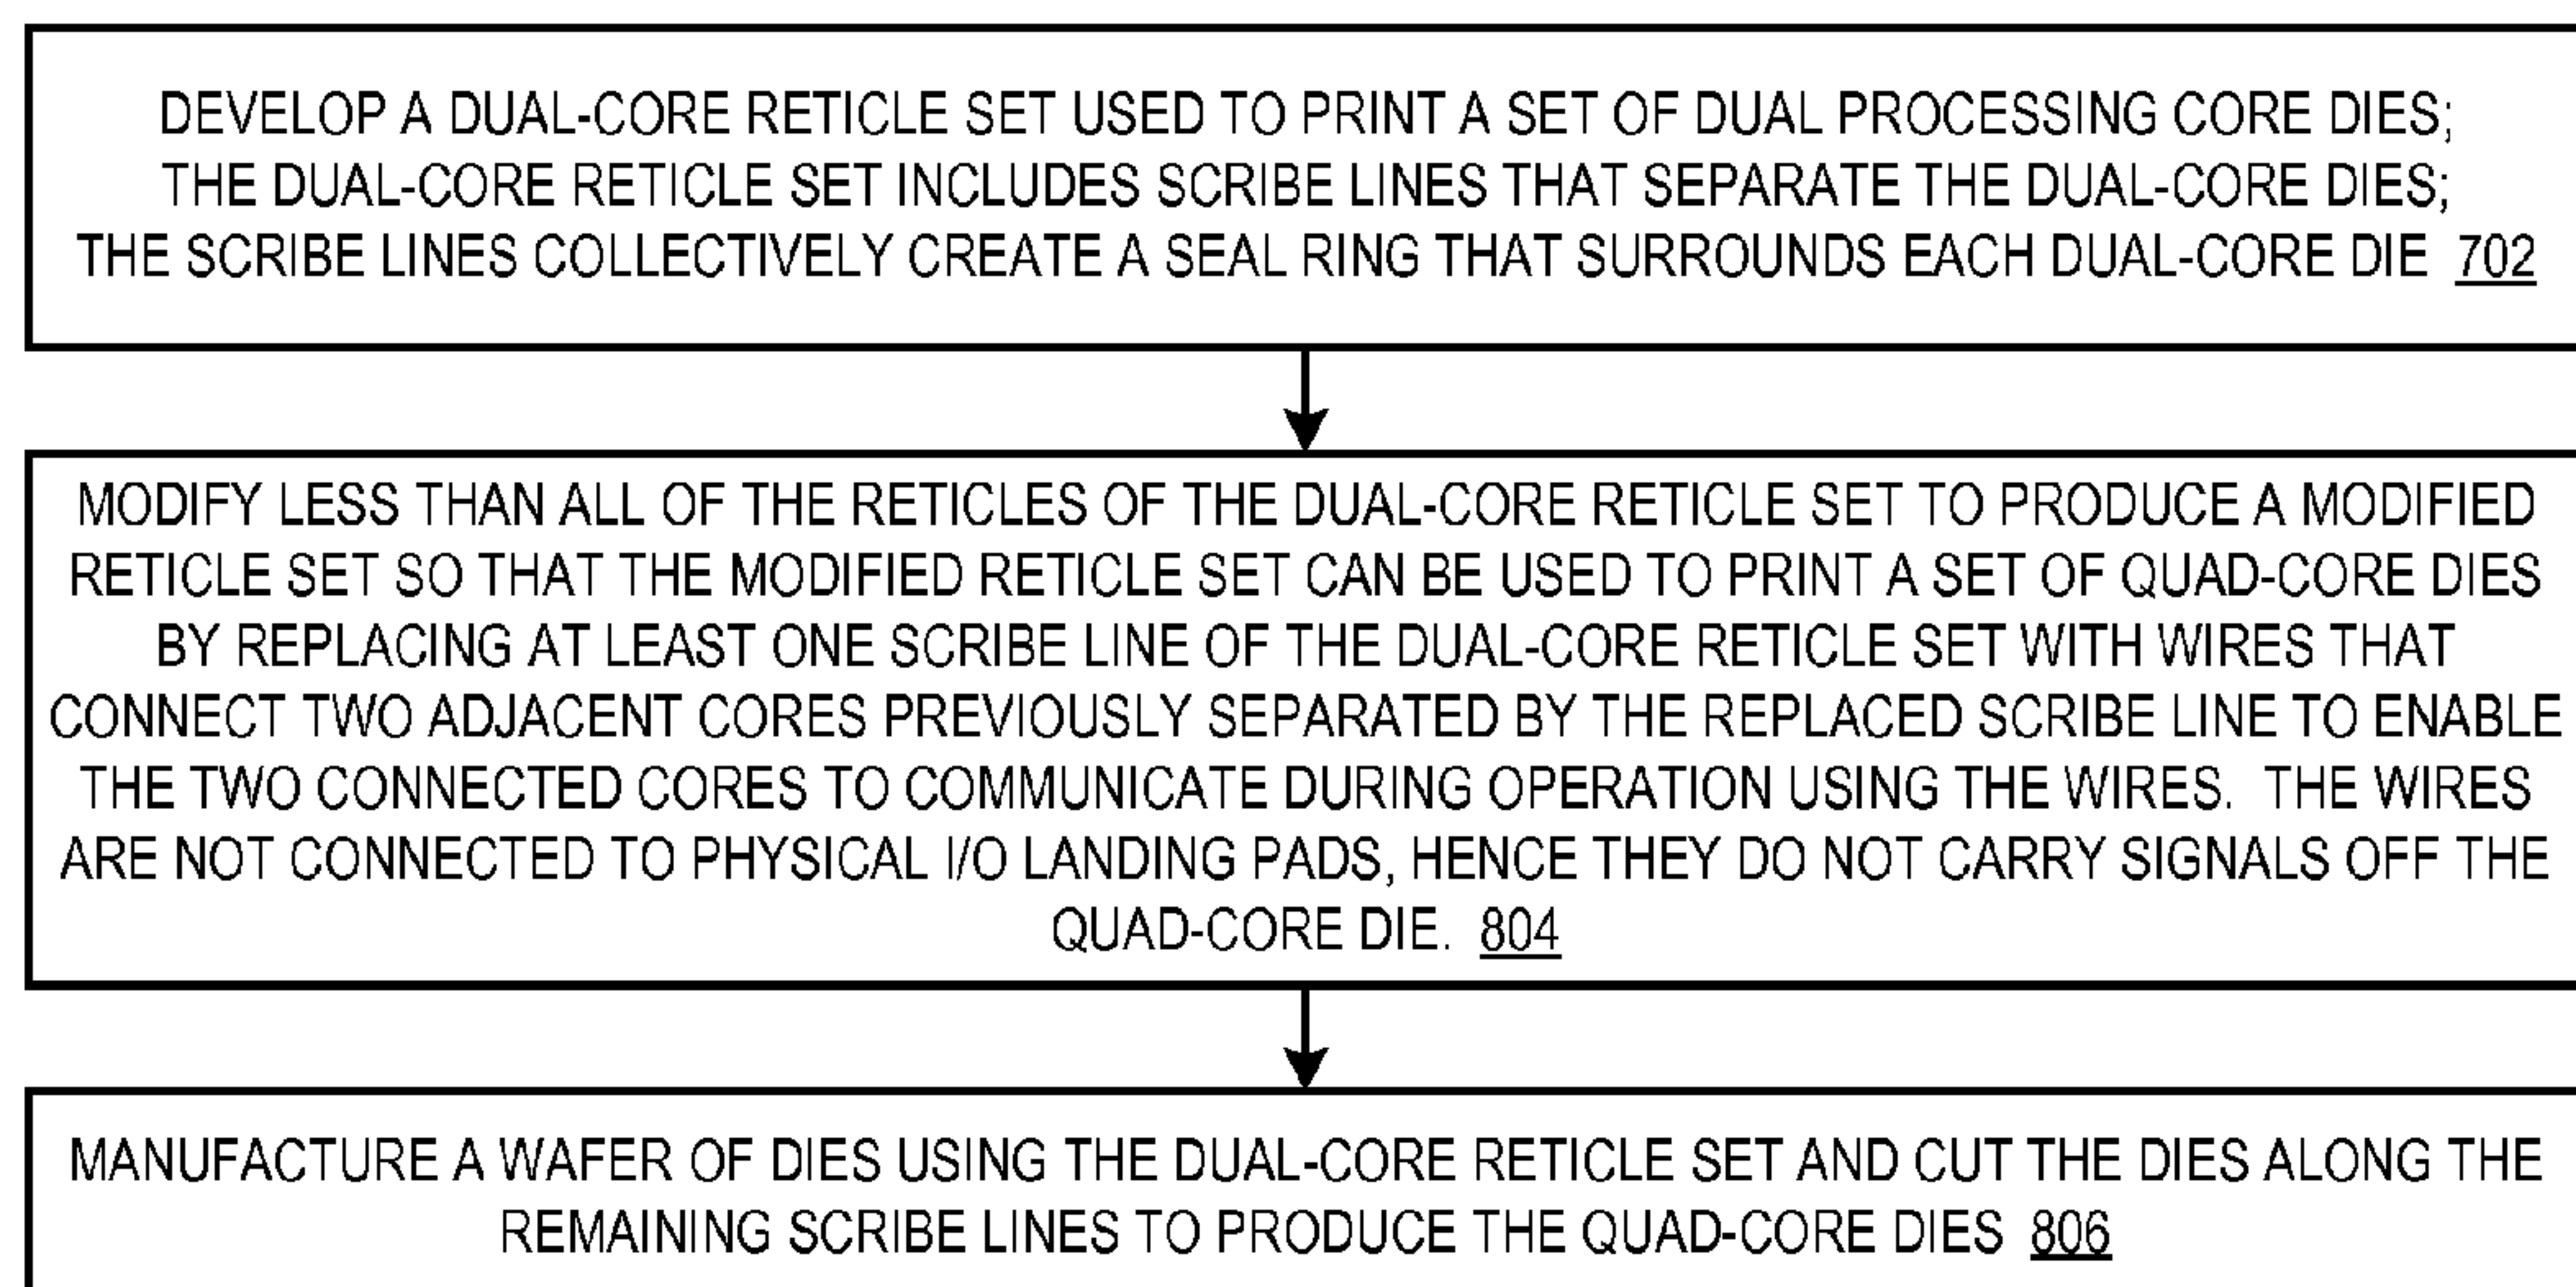 DEVELOP A DUAL-CORE RETICLE SET USED TO PRINT A SET OF DUAL PROCESSING CORE DIES;
THE DUAL-CORE RETICLE SET INCLUDES SCRIBE LINES THAT SEPARATE THE DUAL-CORE DIES;
THE SCRIBE LINES COLLECTIVELY CREATE A SEAL RING THAT SURROUNDS EACH DUAL-CORE DIE 702
MODIFY LESS THAN ALL OF THE RETICLES OF THE DUAL-CORE RETICLE SET TO PRODUCE A MODIFIED
RETICLE SET SO THAT THE MODIFIED RETICLE SET CAN BE USED TO PRINT A SET OF QUAD-CORE DIES
BY REPLACING AT LEAST ONE SCRIBE LINE OF THE DUAL-CORE RETICLE SET WITH WIRES THAT
CONNECT TWO ADJACENT CORES PREVIOUSLY SEPARATED BY THE REPLACED SCRIBE LINE TO ENABLE
THE TWO CONNECTED CORES TO COMMUNICATE DURING OPERATION USING THE WIRES. THE WIRES
ARE NOT CONNECTED TO PHYSICAL I/O LANDING PADS, HENCE THEY DO NOT CARRY SIGNALS OFF THE
QUAD-CORE DIE. 804
MANUFACTURE A WAFER OF DIES USING THE DUAL-CORE RETICLE SET AND CUT THE DIES ALONG THE
REMAINING SCRIBE LINES TO PRODUCE THE QUAD-CORE DIES 806